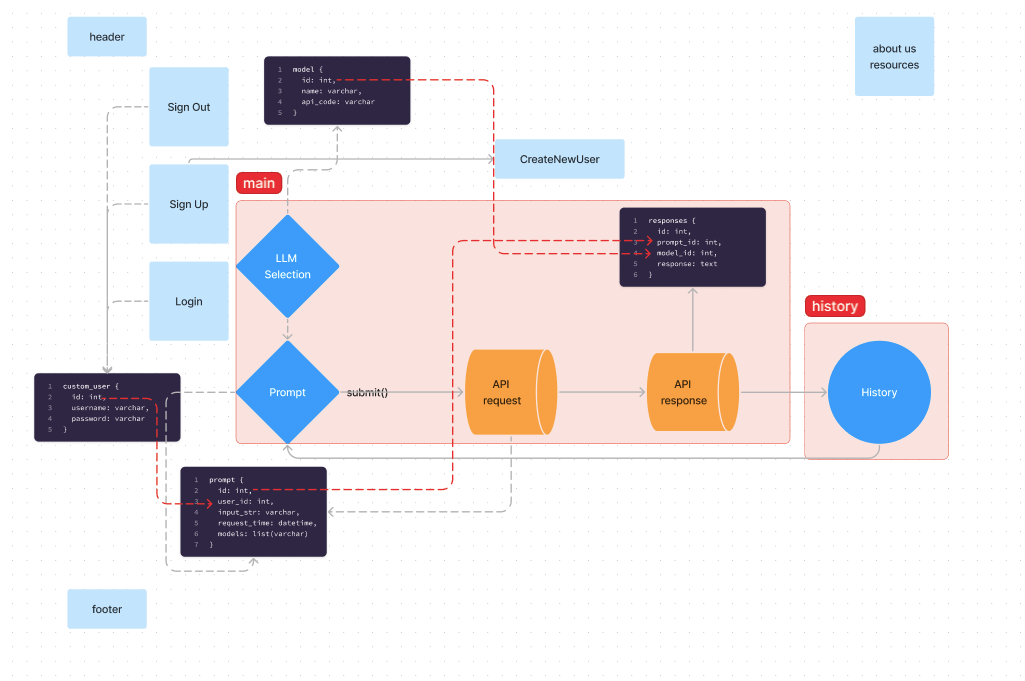 header
about us
resources
1 model {
2 id: int,
3 name: varchar,
4 api_code: varchar
5 }
Sign Out
CreateNewUser
main
Sign Up
1 responses {
2 id: int,
3 prompt_id: int,
4 model_id: int,
5 response: text
6 }
LLM
Selection
Login
history
1 custom_user {
2 id: int,
3 username: varchar,
4 password: varchar
5 }
Prompt
submit()
API
request
API
response
History
1 prompt {
2 id: int,
3 user_id: int,
4 input_str: varchar,
5 request_time: datetime,
6 models: list(varchar)
7 }
footer